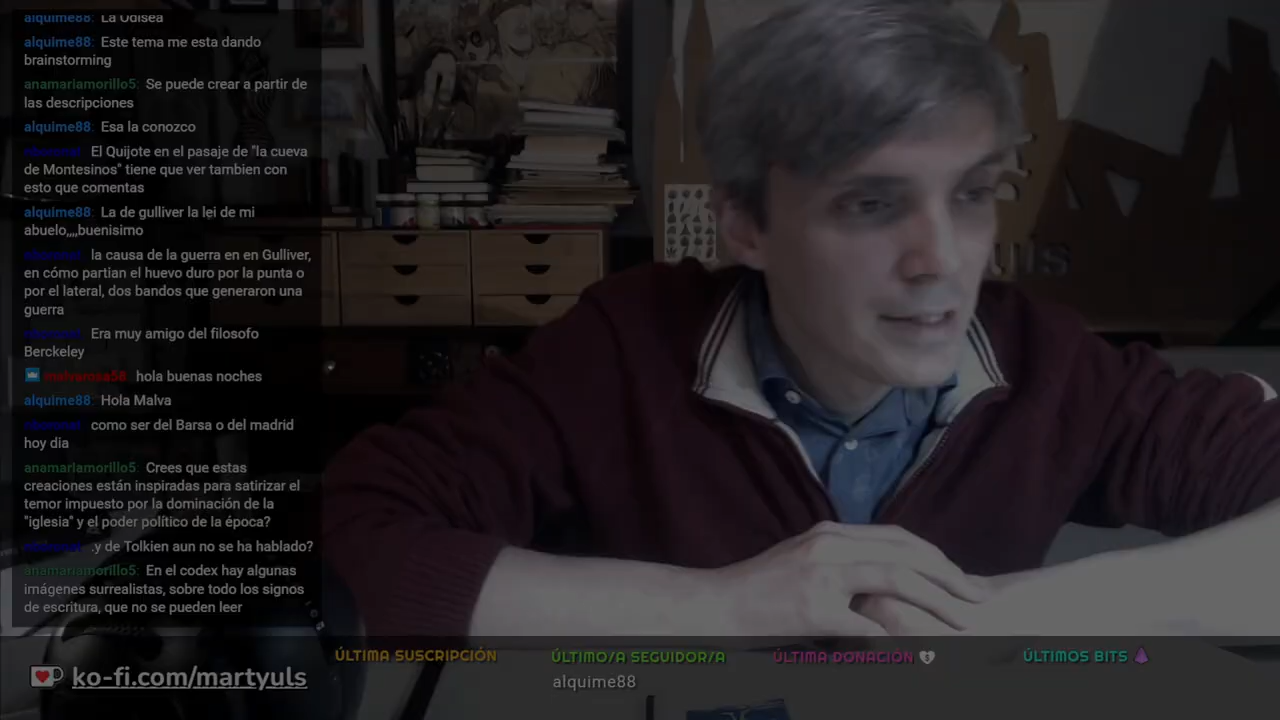 alquime88: La Odisea
alquime88: Este tema me esta dando
brainstorming
anamariamorillo5: Se puede crear a partir de
las descripciones
alquime88: Esa la conozco
El Quijote en el pasaje de "la cueva
de Montesinos" tiene que ver tambien con
esto que comentas
alquime88: La de gulliver la lei de mi
abuelo,,,,buenisimo
la causa de la guerra en en Gulliver,
en cómo partian el huevo duro por la punta o
por el lateral, dos bandos que generaron una
guerra
Era muy amigo del filosofo
Berckeley
malvarosa58 hola buenas noches
alquime88: Hola Malva
como ser del Barsa o del madrid
hoy dia
anamariamorillo5: Crees que estas
creaciones están inspiradas para satirizar el
temor impuesto por la dominación de la
"iglesia" y el poder político de la época?
:y de Tolkien aun no se ha hablado?
anamariamorillo5: En el codex hay algunas
imágenes surrealistas, sobre todo los signos
de escritura, que no se pueden leer
ko-fi.com/martyuls
ÚLTIMA SUSCRIPCIÓN
ÚLTIMO/A SEGUIDOR/A
alquime88
ÚLTIMA DONACIÓN
ÚLTIMOS BITS